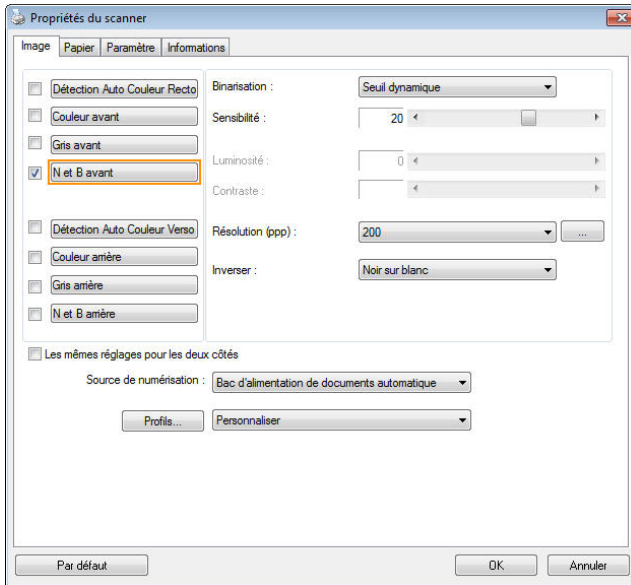 Propriétés du scanner
Image Papier Paramètre Informations
Détection Auto Couleur Recto
Couleur avant
Gris avant
N et B avant
Détection Auto Couleur Verso
Couleur arrière
Gris arrière
N et B arrière
Binarisation : Seuil dynamique
Sensibilité : 20
Luminosité : 0
Contraste :
Résolution (ppp) : 200 ...
Inverser : Noir sur blanc
Les mêmes réglages pour les deux côtés
Source de numérisation : Bac d'alimentation de documents automatique
Profils... Personnaliser
Par défaut OK Annuler